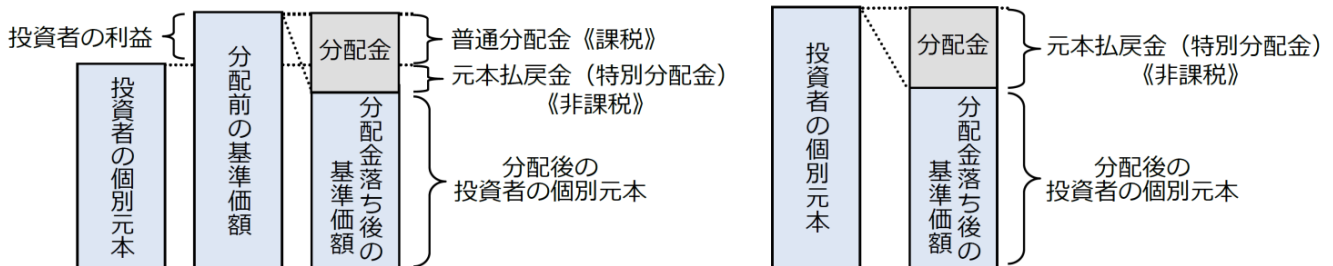 投資者の利益
投資者の個別元本
分配前の基準価額
分配金
分配金落ち後の
基準価額
普通分配金《課税》
元本払戻金（特別分配金）
《非課税》
分配後の
投資者の個別元本
投資者の個別元本
分配金
分配金落ち後の
基準価額
元本払戻金（特別分配金）
《非課税》
分配後の
投資者の個別元本